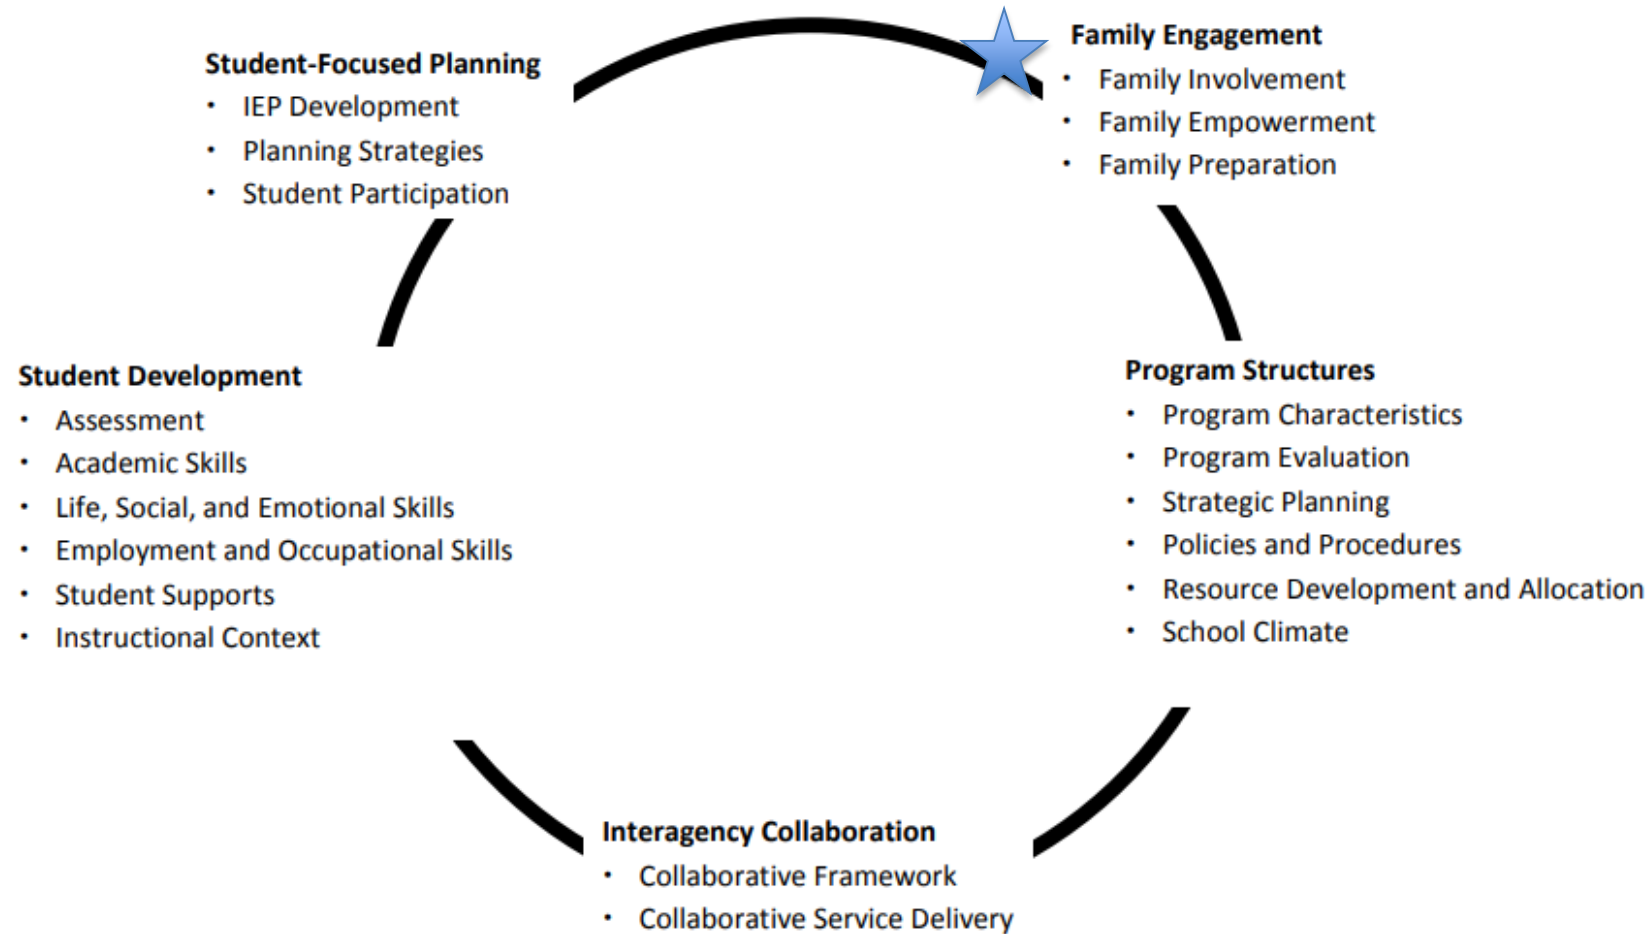 Student-Focused Planning
• IEP Development
• Planning Strategies
• Student Participation
Family Engagement
• Family Involvement
• Family Empowerment
• Family Preparation
Student Development
• Assessment
• Academic Skills
• Life, Social, and Emotional Skills
• Employment and Occupational Skills
• Student Supports
• Instructional Context
Program Structures
• Program Characteristics
• Program Evaluation
• Strategic Planning
• Policies and Procedures
• Resource Development and Allocation
• School Climate
Interagency Collaboration
• Collaborative Framework
• Collaborative Service Delivery